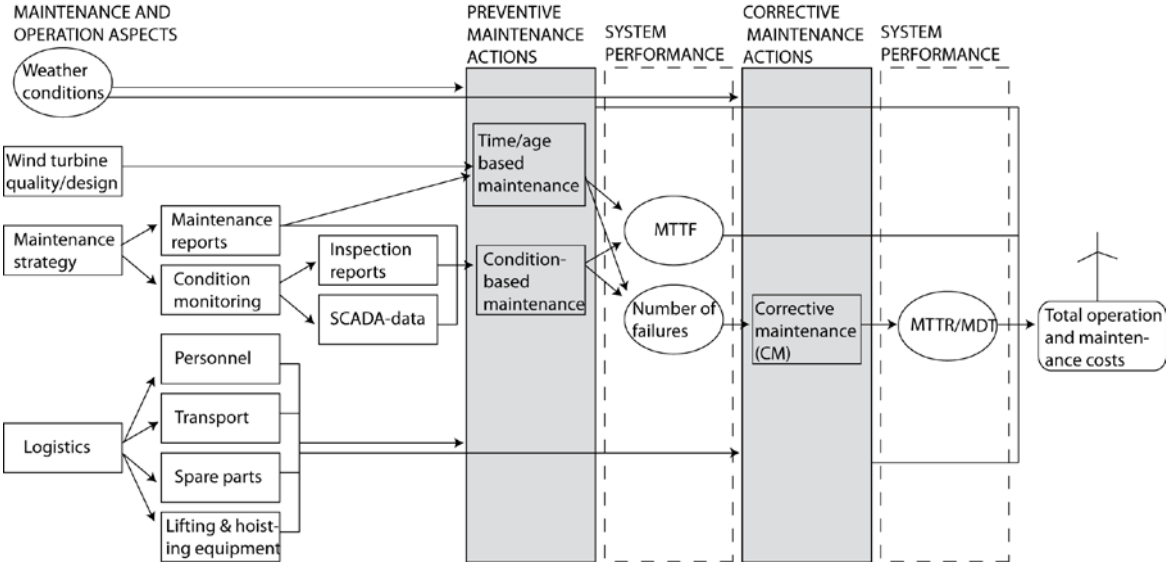 MAINTENANCE AND
OPERATION ASPECTS
PREVENTIVE
MAINTENANCE
ACTIONS
SYSTEM
PERFORMANCE
CORRECTIVE
MAINTENANCE
ACTIONS
SYSTEM
PERFORMANCE
Weather
conditions
Wind turbine
quality/design
Maintenance
strategy
Maintenance
reports
Condition
monitoring
Inspection
reports
SCADA-data
Logistics
Personnel
Transport
Spare parts
Lifting & hoist-
ing equipment
Time/age
based
maintenance
Condition-
based
maintenance
MTTF
Number of
failures
Corrective
maintenance
(CM)
MTTR/MDT
Total operation
and mainten-
ance costs